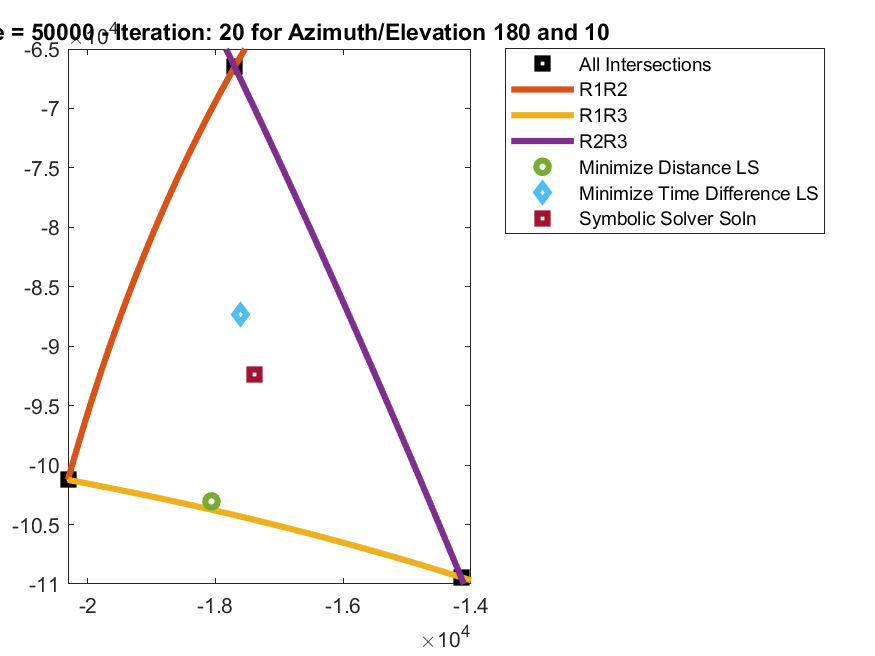 e = 50000 - Iteration: 20 for Azimuth/Elevation 180 and 10
×10⁴
-6.5
-7
-7.5
-8
-8.5
-9
-9.5
-10
-10.5
-11
-2
-1.8
-1.6
-1.4
×10⁴
All Intersections
R1R2
R1R3
R2R3
Minimize Distance LS
Minimize Time Difference LS
Symbolic Solver Soln